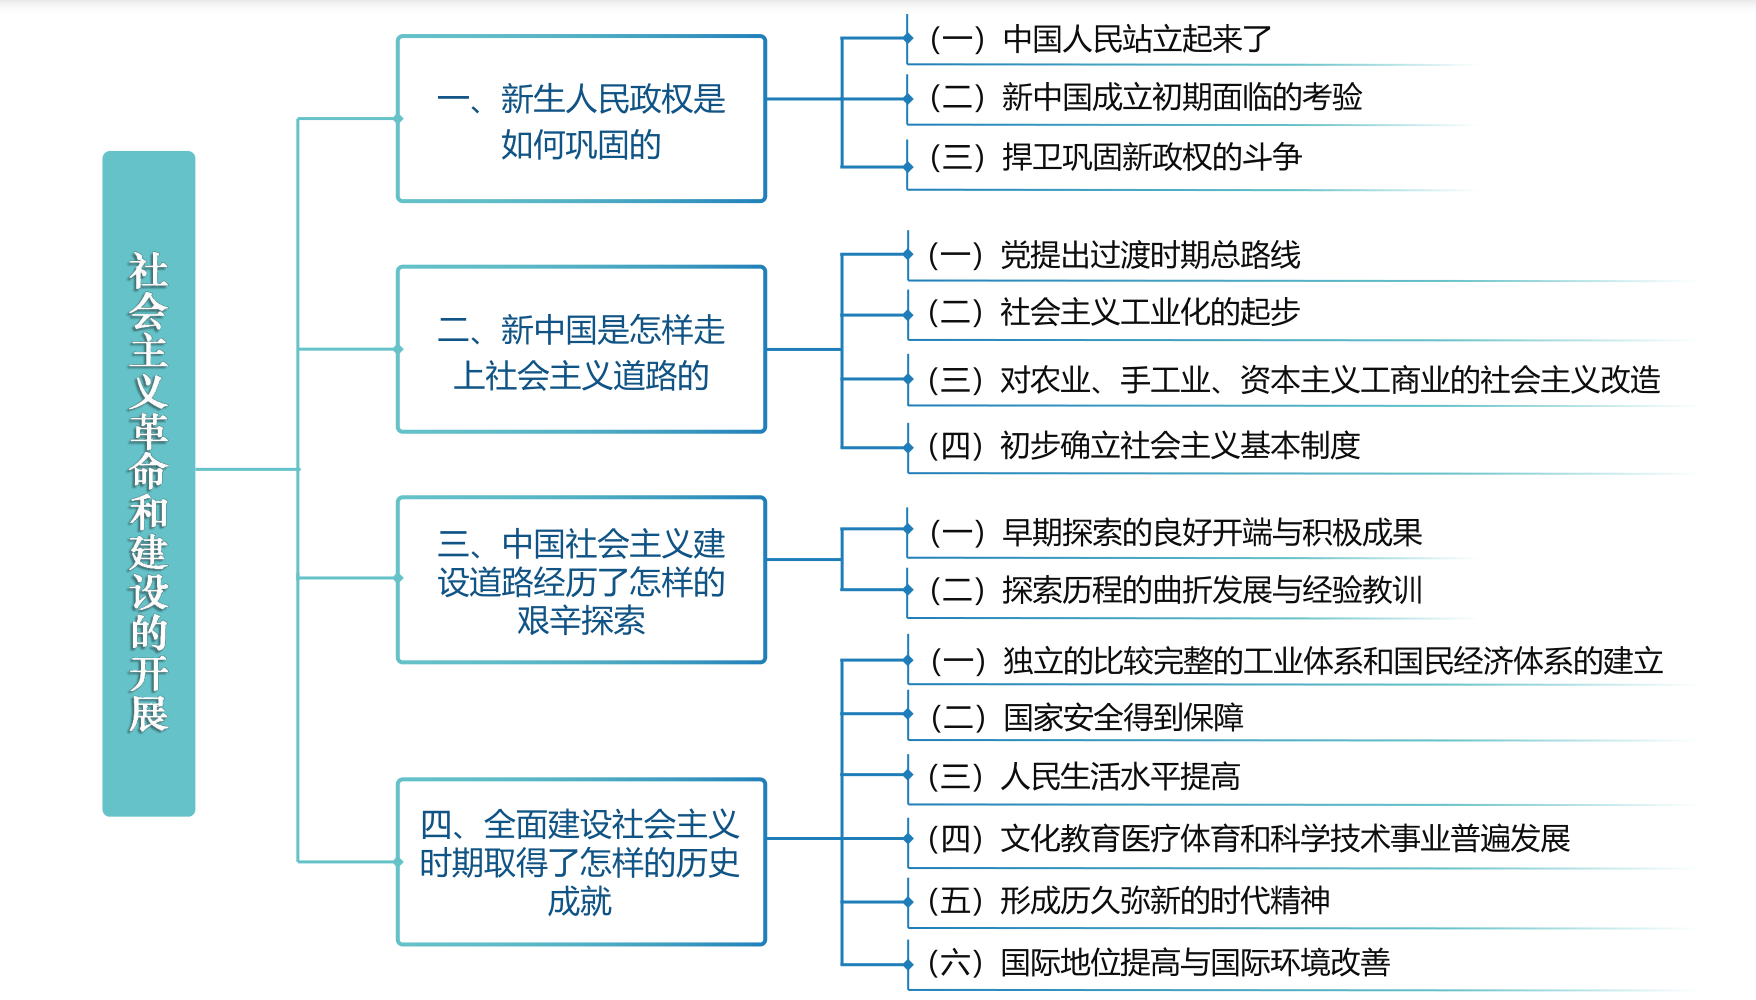 社会主义革命和建设的开展
一、新生人民政权是
如何巩固的
（一）中国人民站立起来了
（二）新中国成立初期面临的考验
（三）捍卫巩固新政权的斗争
二、新中国是怎样走
上社会主义道路的
（一）党提出过渡时期总路线
（二）社会主义工业化的起步
（三）对农业、手工业、资本主义工商业的社会主义改造
（四）初步确立社会主义基本制度
三、中国社会主义建
设道路经历了怎样的
艰辛探索
（一）早期探索的良好开端与积极成果
（二）探索历程的曲折发展与经验教训
四、全面建设社会主义
时期取得了怎样的历史
成就
（一）独立的比较完整的工业体系和国民经济体系的建立
（二）国家安全得到保障
（三）人民生活水平提高
（四）文化教育医疗体育和科学技术事业普遍发展
（五）形成历久弥新的时代精神
（六）国际地位提高与国际环境改善